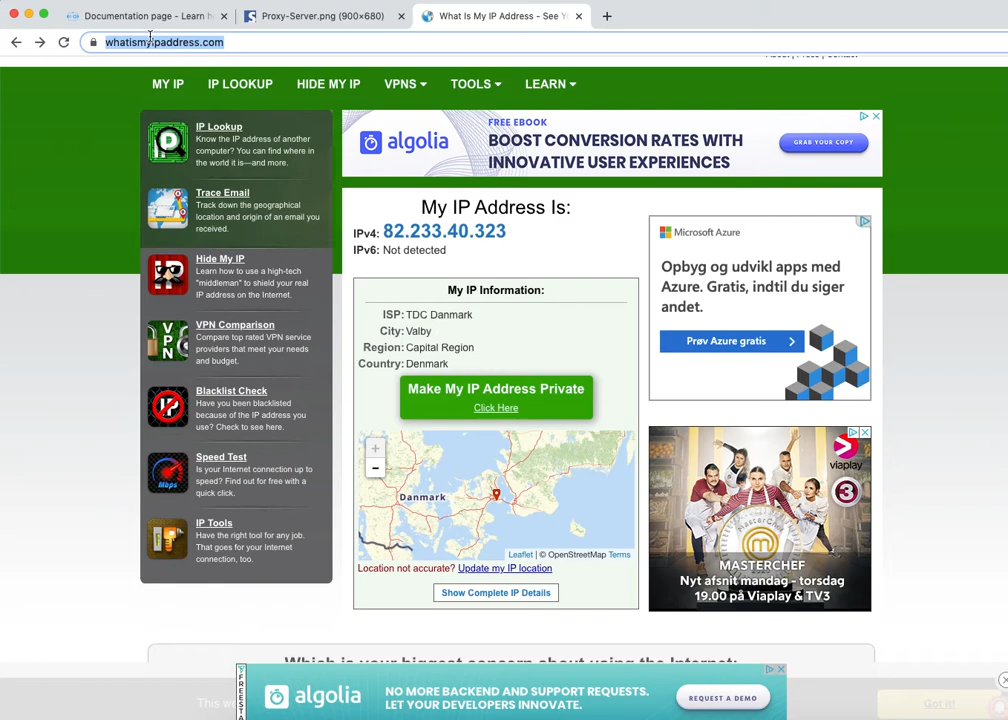 Documentation page - Learn h
Proxy-Server.png (900×680)
What Is My IP Address - See Yo
whatismyipaddress.com
MY IP
IP LOOKUP
HIDE MY IP
VPNS
TOOLS
LEARN
IP Lookup
Know the IP address of another
computer? You can find where in
the world it is—and more.
Trace Email
Track down the geographical
location and origin of an email you
received.
Hide My IP
Learn how to use a high-tech
"middleman" to shield your real
IP address on the Internet.
VPN
VPN Comparison
Compare top rated VPN service
providers that meet your needs
and budget.
IP
Blacklist Check
Have you been blacklisted
because of the IP address you
use? Check to see here.
Mbps
Speed Test
Is your Internet connection up to
speed? Find out for free with a
quick click.
IP Tools
Have the right tool for any job.
That goes for your Internet
connection, too.
algolia
FREE EBOOK
BOOST CONVERSION RATES WITH
INNOVATIVE USER EXPERIENCES
GRAB YOUR COPY
My IP Address Is:
IPv4: 82.233.40.323
IPv6: Not detected
My IP Information:
ISP: TDC Danmark
City: Valby
Region: Capital Region
Country: Denmark
Make My IP Address Private
Click Here
+
-
Danmark
Leaflet | © OpenStreetMap Terms
Location not accurate? Update my IP location
Show Complete IP Details
Microsoft Azure
Opbyg og udvikl apps med
Azure. Gratis, indtil du siger
andet.
Prøv Azure gratis
viaplay
3
MASTERCHEF
Nyt afsnit mandag - torsdag
19.00 på Viaplay & TV3
Which is your biggest concern about using the Internet:
This we
FREESTA
algolia
NO MORE BACKEND AND SUPPORT REQUESTS.
LET YOUR DEVELOPERS INNOVATE.
REQUEST A DEMO
Got it!